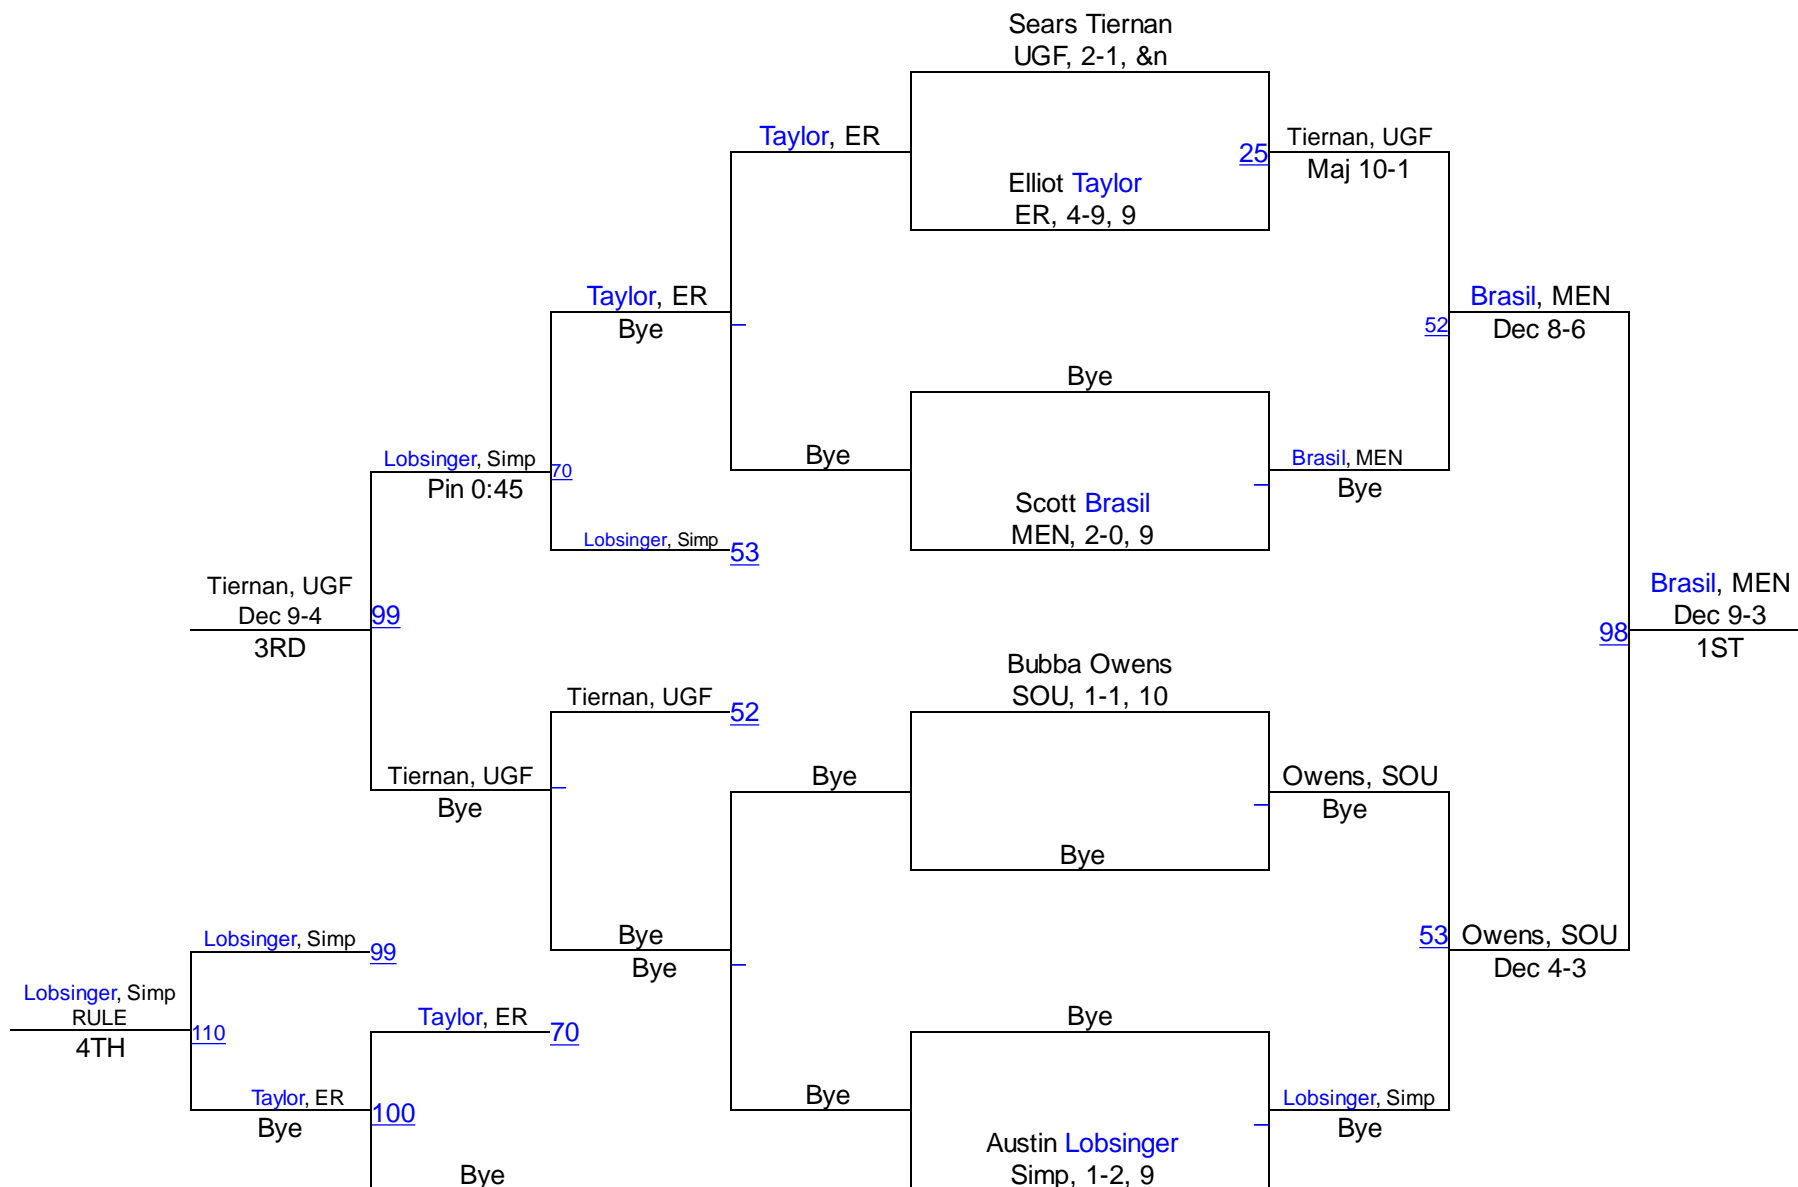 Sears Tiernan
UGF, 2-1, &n
Taylor, ER
25
Tiernan, UGF
Maj 10-1
Elliot Taylor
ER, 4-9, 9
Taylor, ER
Bye
Brasil, MEN
52
Dec 8-6
Bye
Lobsinger, Simp
70
Pin 0:45
Bye
Brasil, MEN
Bye
Scott Brasil
MEN, 2-0, 9
Lobsinger, Simp
53
Tiernan, UGF
Dec 9-4
99
3RD
Brasil, MEN
Dec 9-3
98
1ST
Bubba Owens
SOU, 1-1, 10
Tiernan, UGF
52
Tiernan, UGF
Bye
Bye
Owens, SOU
Bye
Bye
Bye
Bye
53
Owens, SOU
Dec 4-3
Lobsinger, Simp
99
Lobsinger, Simp
RULE
110
4TH
Taylor, ER
70
Bye
Taylor, ER
100
Bye
Bye
Lobsinger, Simp
Bye
Austin Lobsinger
Simp, 1-2, 9
Bye